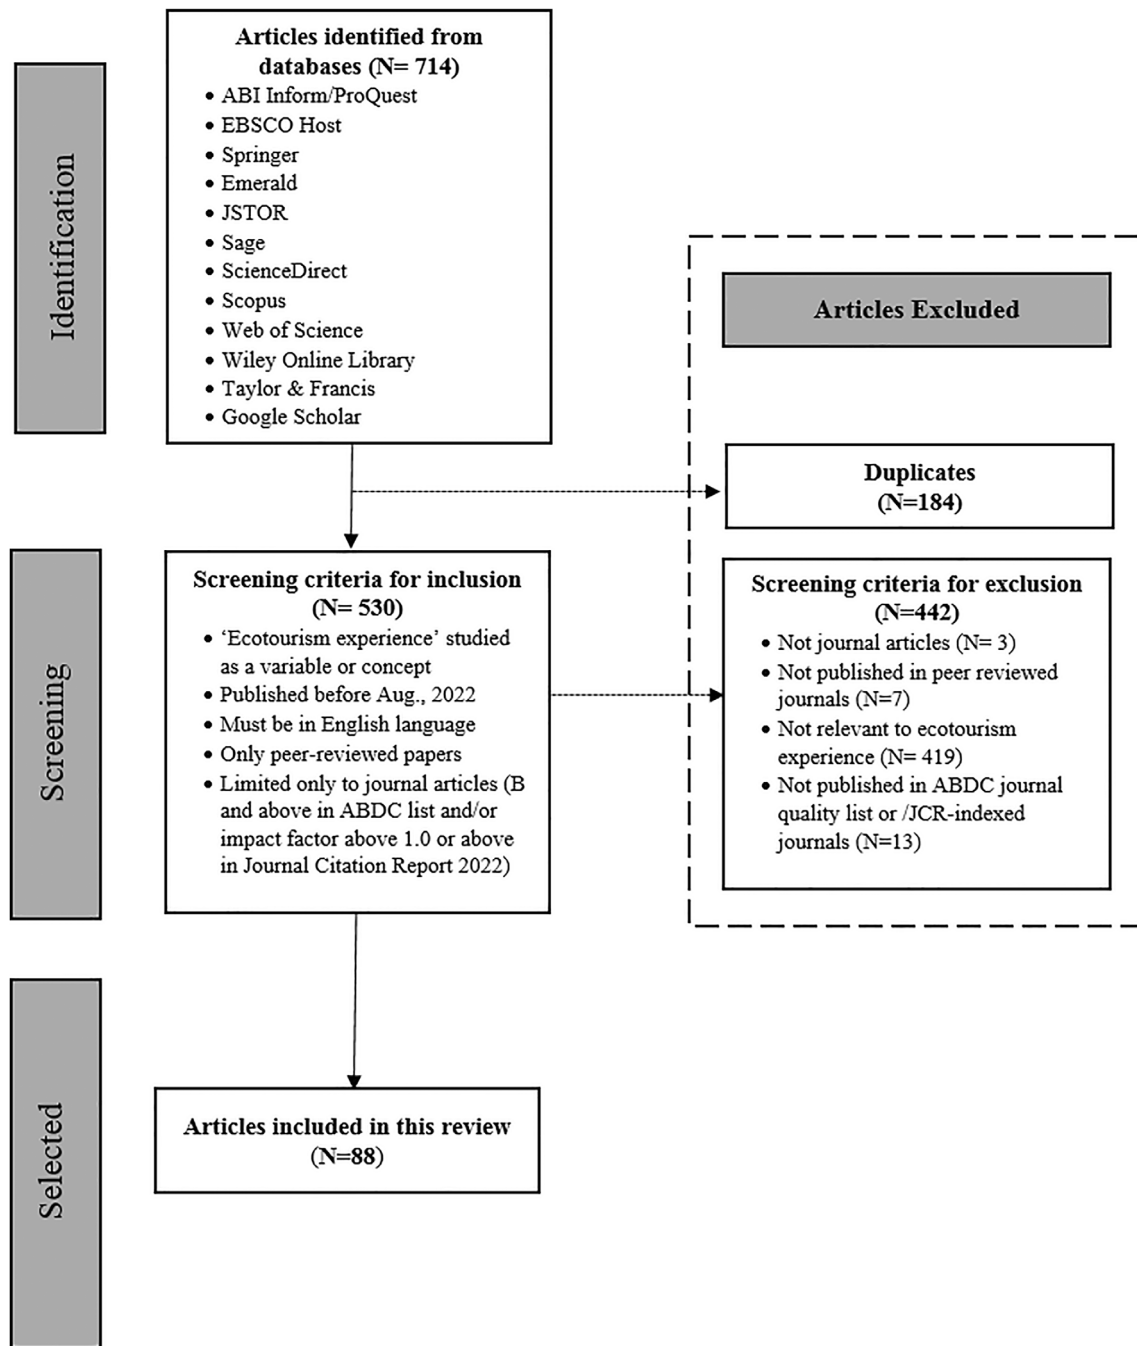 Identification
Articles identified from
databases (N= 714)
• ABI Inform/ProQuest
• EBSCO Host
• Springer
• Emerald
• JSTOR
• Sage
• ScienceDirect
• Scopus
• Web of Science
• Wiley Online Library
• Taylor & Francis
• Google Scholar
Articles Excluded
Duplicates
(N=184)
Screening
Screening criteria for inclusion
(N= 530)
• ‘Ecotourism experience’ studied
as a variable or concept
• Published before Aug., 2022
• Must be in English language
• Only peer-reviewed papers
• Limited only to journal articles (B
and above in ABDC list and/or
impact factor above 1.0 or above
in Journal Citation Report 2022)
Screening criteria for exclusion
(N=442)
• Not journal articles (N= 3)
• Not published in peer reviewed
journals (N=7)
• Not relevant to ecotourism
experience (N= 419)
• Not published in ABDC journal
quality list or /JCR-indexed
journals (N=13)
Selected
Articles included in this review
(N=88)